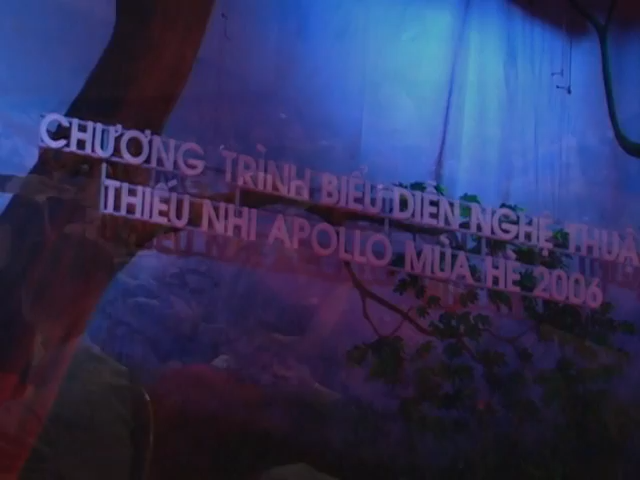 CHƯƠNG TRÌNH BIỂU DIỄN NGHỆ THUẬ
THIẾU NHI APOLLO MÙA HÈ 2006